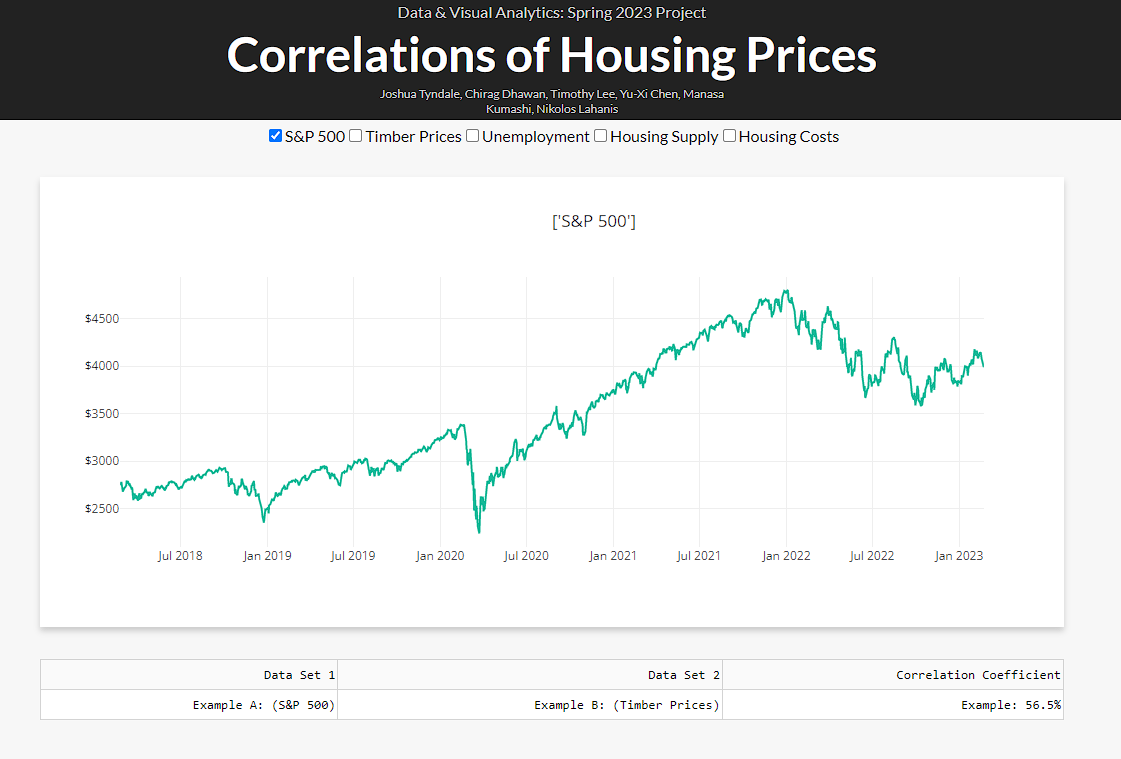 Data & Visual Analytics: Spring 2023 Project
Correlations of Housing Prices
Joshua Tyndale, Chirag Dhawan, Timothy Lee, Yu-Xi Chen, Manasa
Kumashi, Nikolos Lahanis
S&P 500 Timber Prices Unemployment Housing Supply Housing Costs
['S&P 500']
$4500
$4000
$3500
$3000
$2500
Jul 2018 Jan 2019 Jul 2019 Jan 2020 Jul 2020 Jan 2021 Jul 2021 Jan 2022 Jul 2022 Jan 2023
Data Set 1 Data Set 2 Correlation Coefficient
Example A: (S&P 500) Example B: (Timber Prices) Example: 56.5%